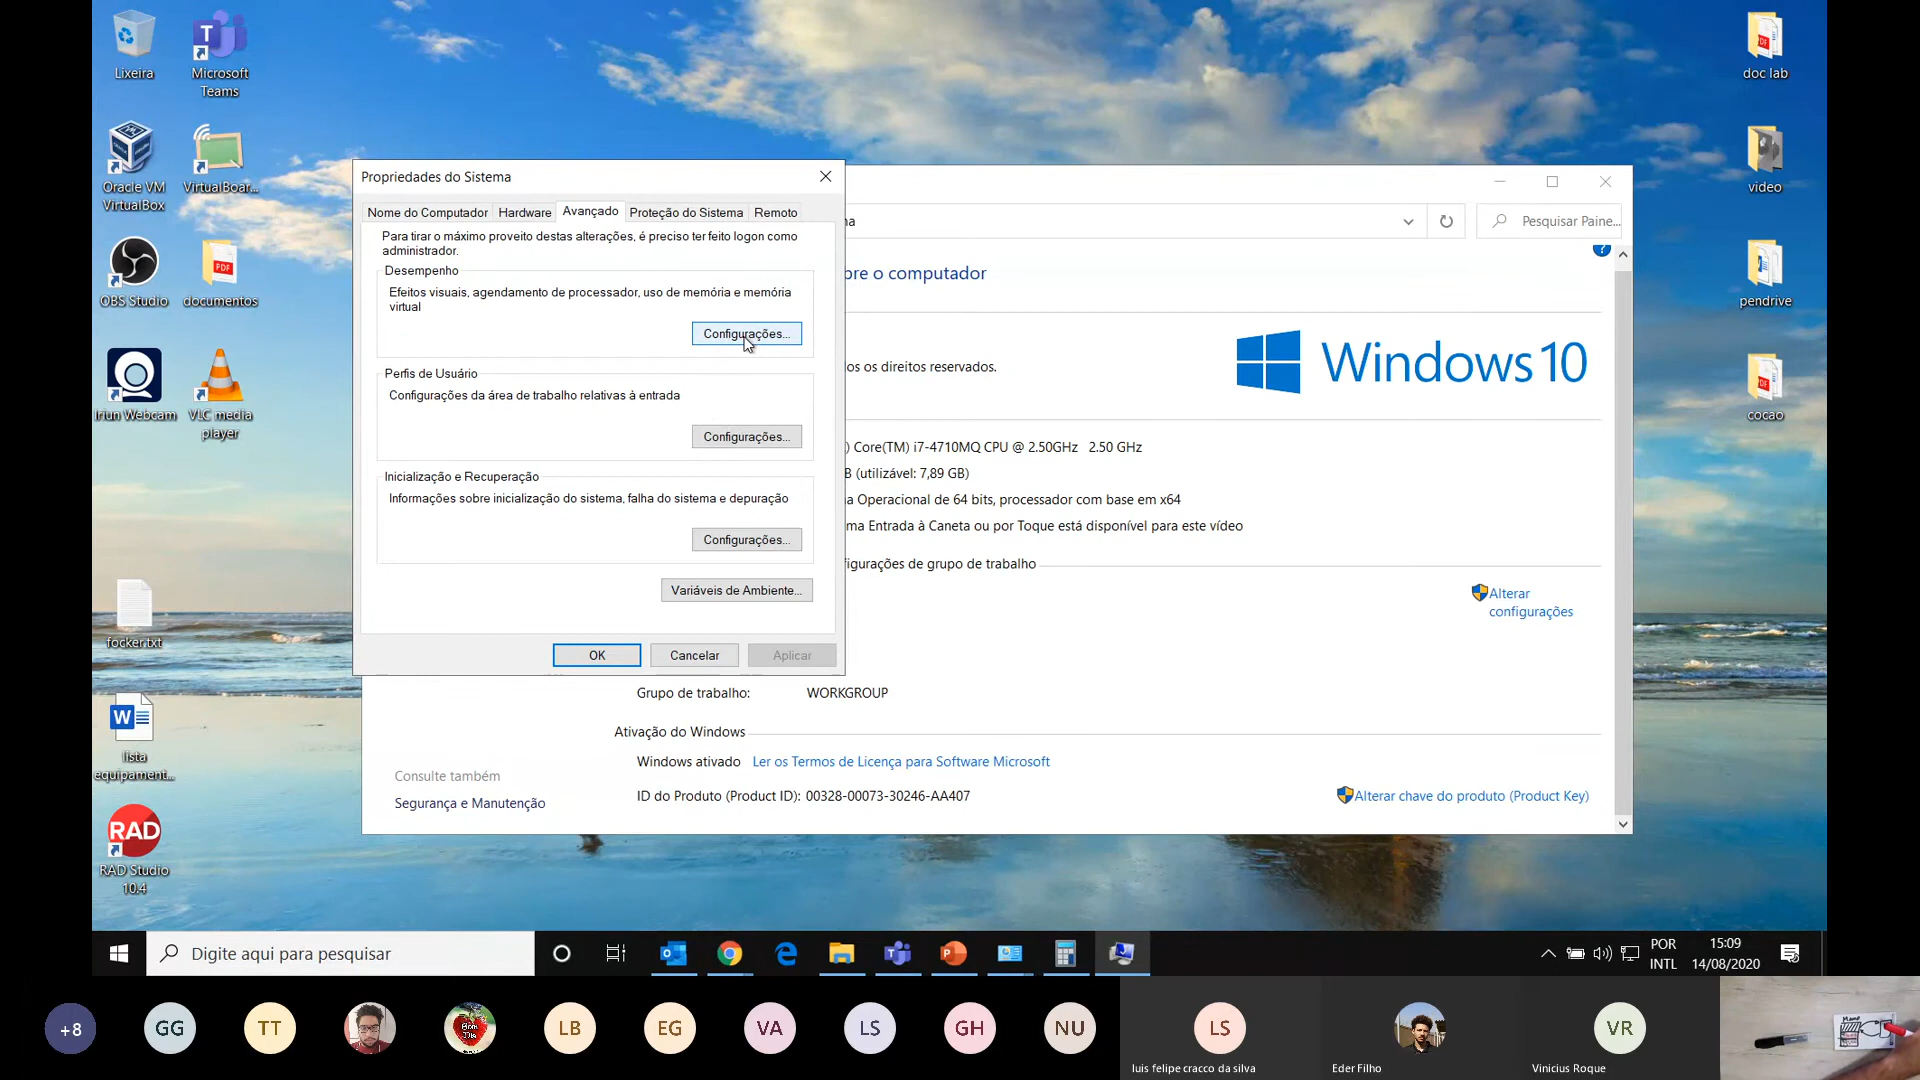 Lixeira
Microsoft
Teams
Oracle VM
VirtualBox
VirtualBoar...
OBS Studio
PDF
documentos
Iriun Webcam
VLC media
player
focker.txt
W
lista
equipament...
RAD
RAD Studio
10.4
PDF
doc lab
video
pendrive
PDF
cocao
Propriedades do Sistema
Nome do Computador
Hardware
Avançado
Proteção do Sistema
Remoto
Para tirar o máximo proveito destas alterações, é preciso ter feito logon como
administrador.
Desempenho
Efeitos visuais, agendamento de processador, uso de memória e memória
virtual
Configurações...
Perfis de Usuário
Configurações da área de trabalho relativas à entrada
Configurações...
Inicialização e Recuperação
Informações sobre inicialização do sistema, falha do sistema e depuração
Configurações...
Variáveis de Ambiente...
OK
Cancelar
Aplicar
na
Pesquisar Paine...
bre o computador
los os direitos reservados.
Windows 10
) Core(TM) i7-4710MQ CPU @ 2.50GHz 2.50 GHz
B (utilizável: 7,89 GB)
a Operacional de 64 bits, processador com base em x64
ma Entrada à Caneta ou por Toque está disponível para este vídeo
figurações de grupo de trabalho
Alterar
configurações
Grupo de trabalho: WORKGROUP
Ativação do Windows
Windows ativado Ler os Termos de Licença para Software Microsoft
ID do Produto (Product ID): 00328-00073-30246-AA407
Alterar chave do produto (Product Key)
Consulte também
Segurança e Manutenção
Digite aqui para pesquisar
POR
INTL
15:09
14/08/2020
+8
GG
TT
LB
EG
VA
LS
GH
NU
LS
luis felipe cracco da silva
Eder Filho
VR
Vinicius Roque